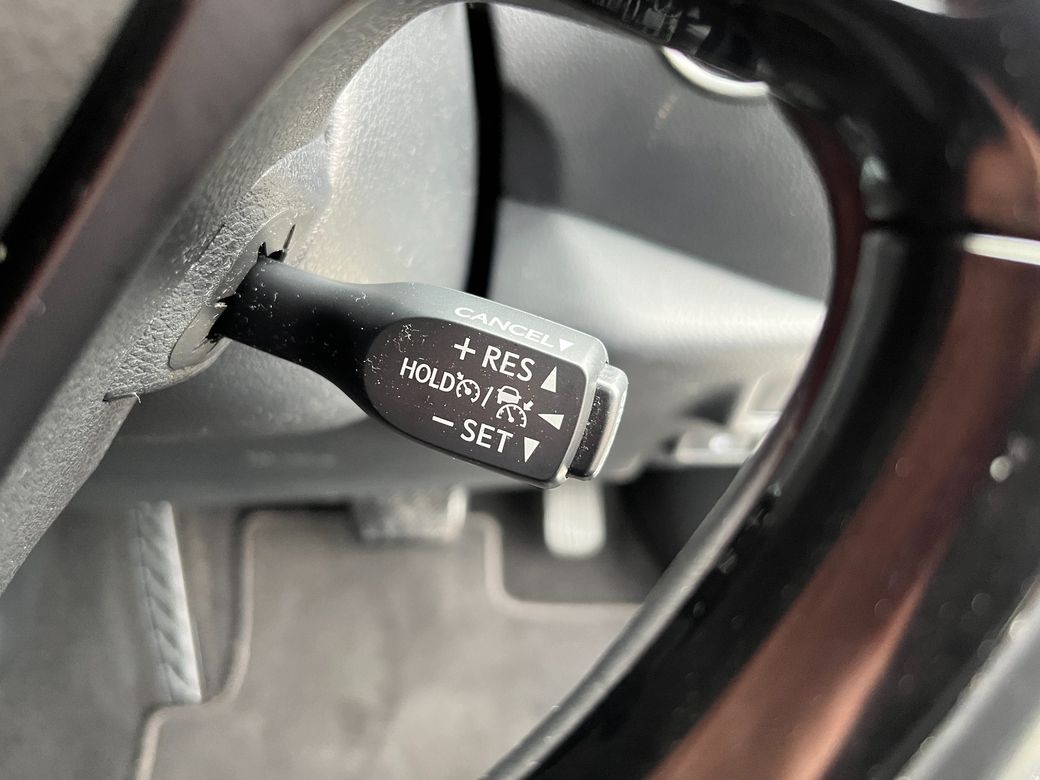 CANCEL▼
+ RES ▲
HOLD / ◀
− SET ▼